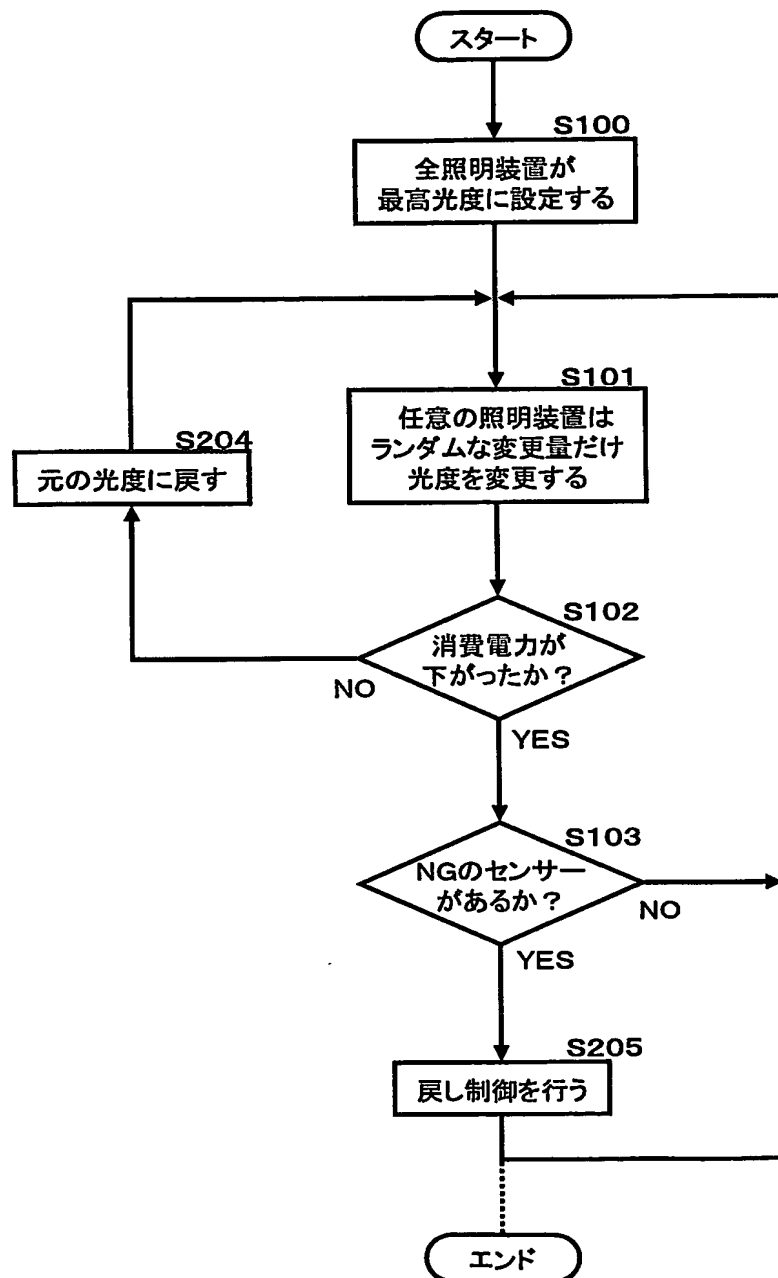 スタート
S100
全照明装置が
最高光度に設定する
S101
任意の照明装置は
ランダムな変更量だけ
光度を変更する
S204
元の光度に戻す
S102
消費電力が
下がったか？
NO
YES
S103
NGのセンサー
があるか？
NO
YES
S205
戻し制御を行う
エンド